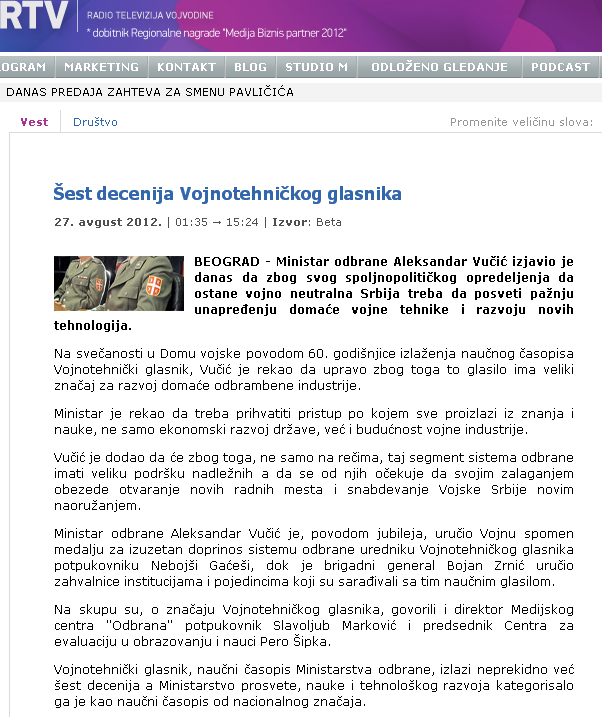 RTV
RADIO TELEVIZIJA VOJVODINE
* dobitnik Regionalne nagrade "Medija Biznis partner 2012"
OGRAM MARKETING KONTAKT BLOG STUDIO M ODLOŽENO GLEDANJE PODCAST
DANAS PREDAJA ZAHTEVA ZA SMENU PAVLIČIĆA
Vest Društvo Promenite veličinu slova:
Šest decenija Vojnotehničkog glasnika
27. avgust 2012. | 01:35 → 15:24 | Izvor: Beta
BEOGRAD - Ministar odbrane Aleksandar Vučić izjavio je
danas da zbog svog spoljnopolitičkog opredeljenja da
ostane vojno neutralna Srbija treba da posveti pažnju
unapređenju domaće vojne tehnike i razvoju novih
tehnologija.
Na svečanosti u Domu vojske povodom 60. godišnjice izlaženja naučnog časopisa
Vojnotehnički glasnik, Vučić je rekao da upravo zbog toga to glasilo ima veliki
značaj za razvoj domaće odbrambene industrije.
Ministar je rekao da treba prihvatiti pristup po kojem sve proizlazi iz znanja i
nauke, ne samo ekonomski razvoj države, već i budućnost vojne industrije.
Vučić je dodao da će zbog toga, ne samo na rečima, taj segment sistema odbrane
imati veliku podršku nadležnih a da se od njih očekuje da svojim zalaganjem
obezede otvaranje novih radnih mesta i snabdevanje Vojske Srbije novim
naoružanjem.
Ministar odbrane Aleksandar Vučić je, povodom jubileja, uručio Vojnu spomen
medalju za izuzetan doprinos sistemu odbrane uredniku Vojnotehničkog glasnika
potpukovniku Nebojši Gaćeši, dok je brigadni general Bojan Zrnić uručio
zahvalnice institucijama i pojedincima koji su sarađivali sa tim naučnim glasilom.
Na skupu su, o značaju Vojnotehničkog glasnika, govorili i direktor Medijskog
centra "Odbrana" potpukovnik Slavoljub Marković i predsednik Centra za
evaluaciju u obrazovanju i nauci Pero Šipka.
Vojnotehnički glasnik, naučni časopis Ministarstva odbrane, izlazi neprekidno već
šest decenija a Ministarstvo prosvete, nauke i tehnološkog razvoja kategorisalo
ga je kao naučni časopis od nacionalnog značaja.